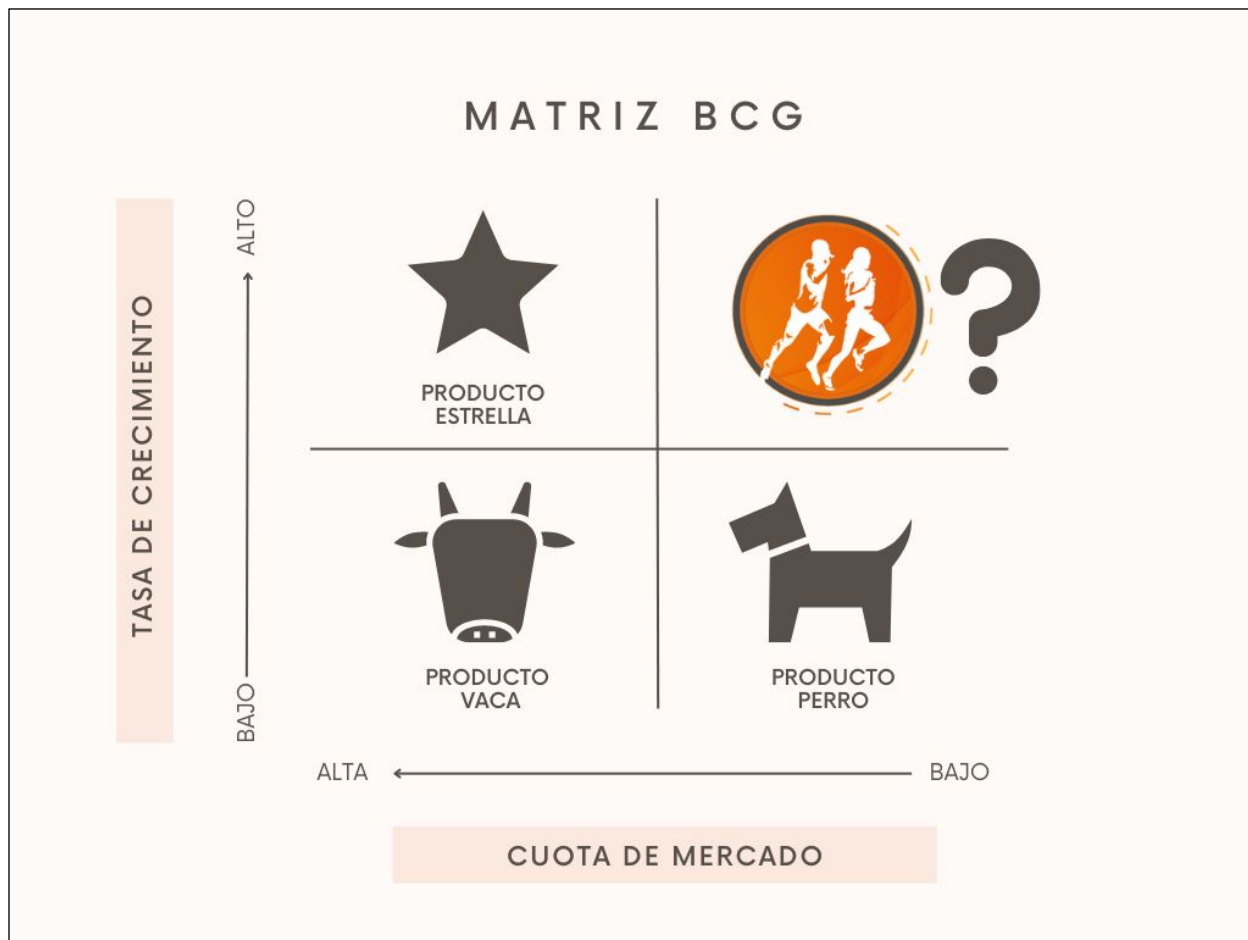 MATRIZ BCG
TASA DE CRECIMIENTO
ALTO
BAJO
PRODUCTO
ESTRELLA
?
PRODUCTO
VACA
PRODUCTO
PERRO
ALTA
BAJO
CUOTA DE MERCADO